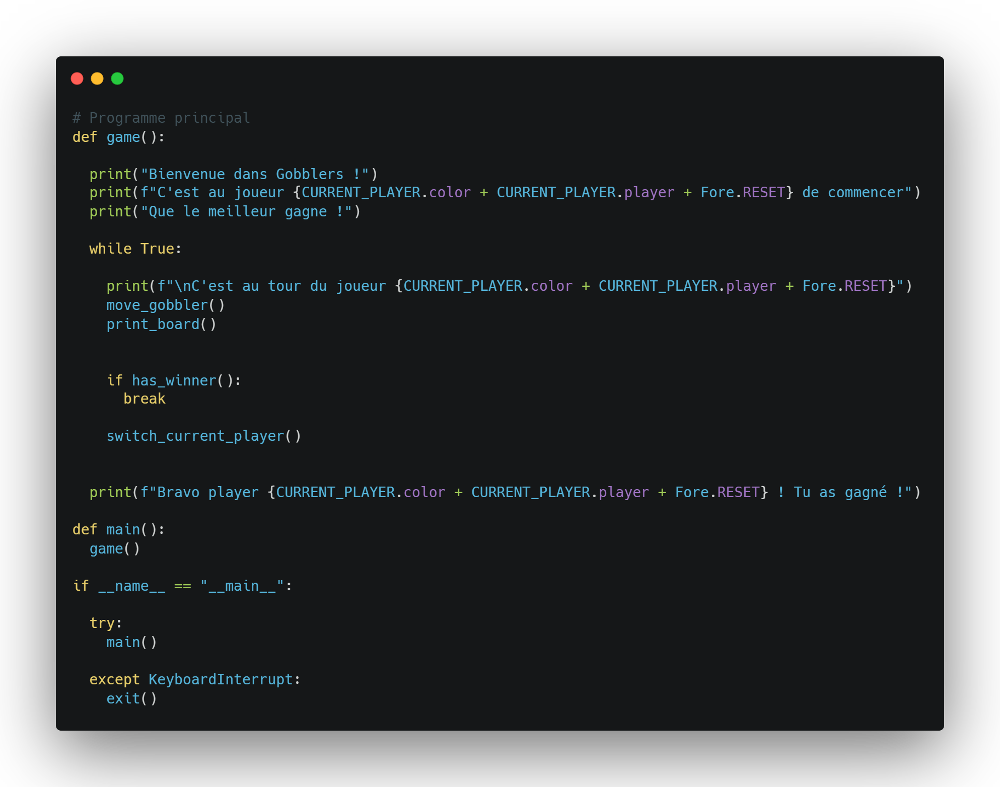 # Programme principal
def game():
  print("Bienvenue dans Gobblers !")
  print(f"C'est au joueur {CURRENT_PLAYER.color + CURRENT_PLAYER.player + Fore.RESET} de commencer")
  print("Que le meilleur gagne !")
  while True:
    print(f"\nC'est au tour du joueur {CURRENT_PLAYER.color + CURRENT_PLAYER.player + Fore.RESET}")
    move_gobbler()
    print_board()
    if has_winner():
      break
    switch_current_player()
  print(f"Bravo player {CURRENT_PLAYER.color + CURRENT_PLAYER.player + Fore.RESET} ! Tu as gagné !")
def main():
  game()
if __name__ == "__main__":
  try:
    main()
  except KeyboardInterrupt:
    exit()